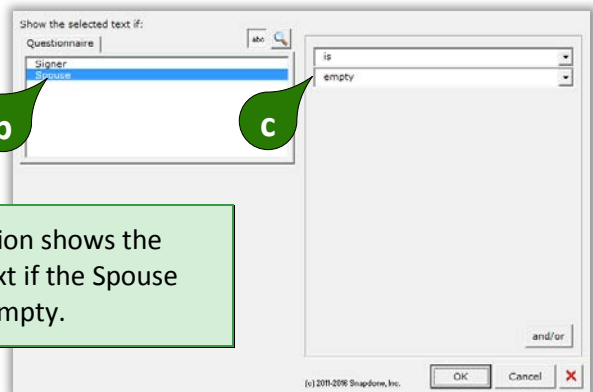 Show the selected text if:
Questionnaire
abc
Signer
Spouse
is
empty
b
c
ion shows the
xt if the Spouse
mpty.
and/or
(c) 2011-2016 Snapdone, Inc.
OK
Cancel